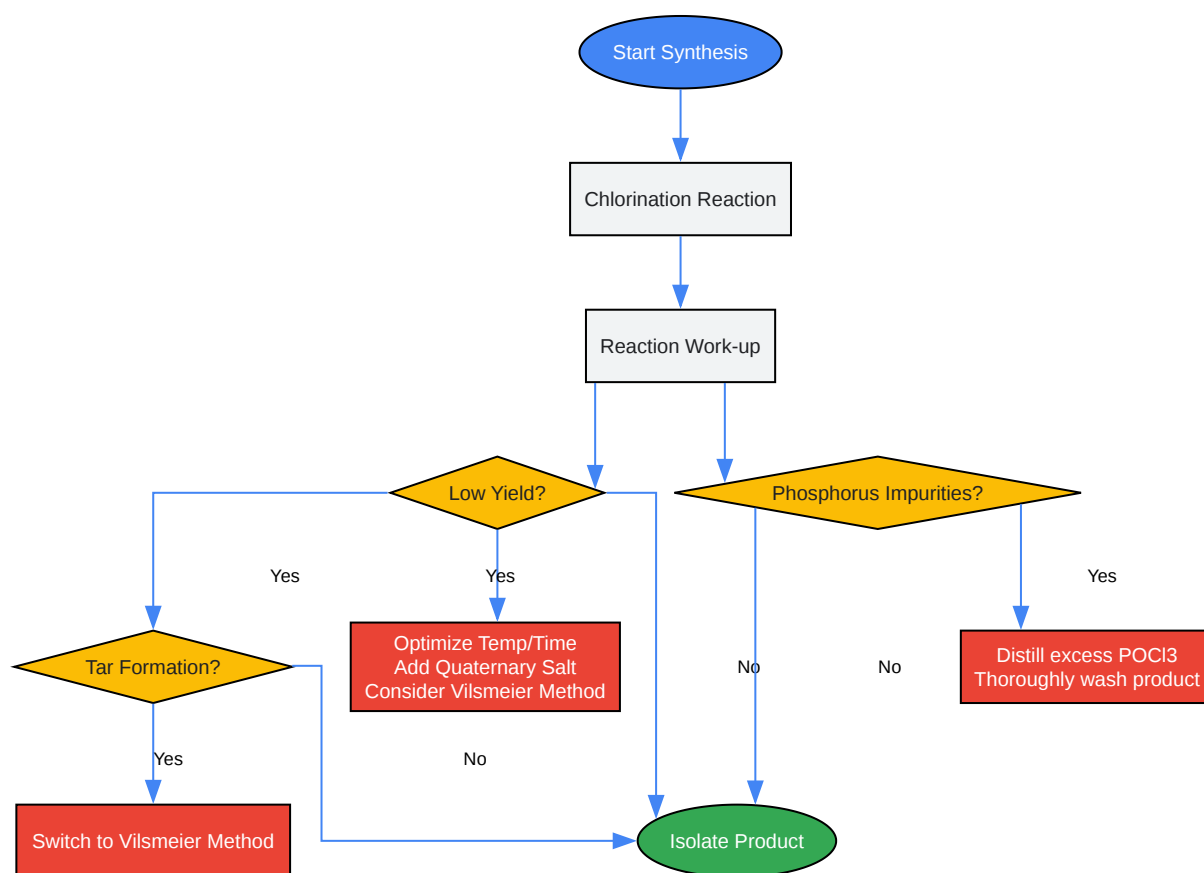 Start Synthesis
Chlorination Reaction
Reaction Work-up
Low Yield?
Phosphorus Impurities?
Yes
Yes
Yes
Tar Formation?
Optimize Temp/Time
Add Quaternary Salt
Consider Vilsmeier Method
No
No
Distill excess POCl3
Thoroughly wash product
Yes
No
Switch to Vilsmeier Method
Isolate Product